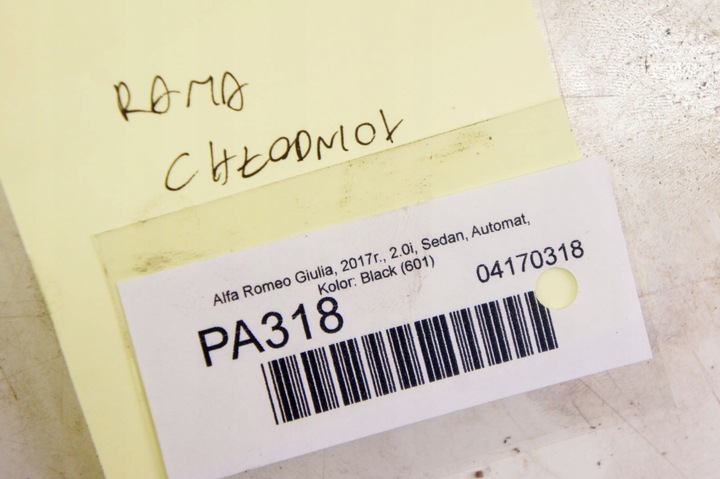 RAMA
CHŁODNICY
Alfa Romeo Giulia, 2017r., 2.0i, Sedan, Automat,
Kolor: Black (601)
04170318
PA318